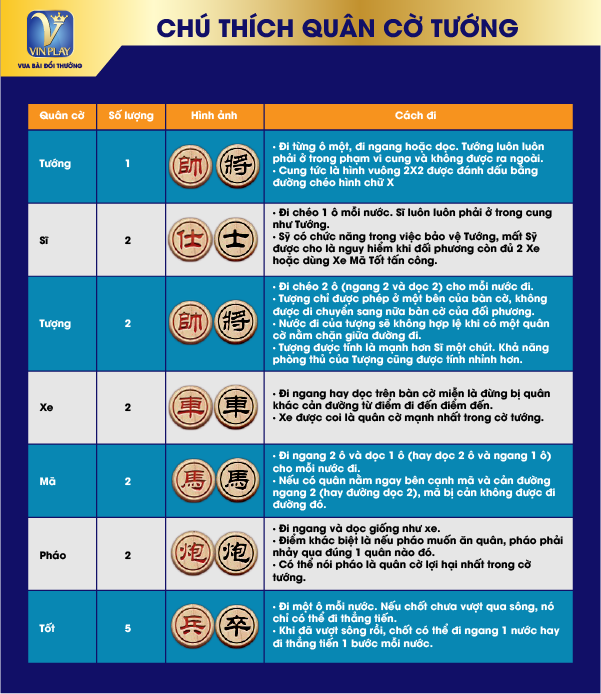 V
VINPLAY
VUA BÀI ĐỔI THƯỞNG
CHÚ THÍCH QUÂN CỜ TƯỚNG
Quân cờ Số lượng Hình ảnh Cách đi
Tướng 1 帥 將
• Đi từng ô một, đi ngang hoặc dọc. Tướng luôn luôn
phải ở trong phạm vi cung và không được ra ngoài.
• Cung tức là hình vuông 2X2 được đánh dấu bằng
đường chéo hình chữ X
Sĩ 2 仕 士
• Đi chéo 1 ô mỗi nước. Sĩ luôn luôn phải ở trong cung
như Tướng.
• Sỹ có chức năng trong việc bảo vệ Tướng, mất Sỹ
được cho là nguy hiểm khi đối phương còn đủ 2 Xe
hoặc dùng Xe Mã Tốt tấn công.
Tượng 2 帥 將
• Đi chéo 2 ô (ngang 2 và dọc 2) cho mỗi nước đi.
• Tượng chỉ được phép ở một bên của bàn cờ, không
được di chuyển sang nữa bàn cờ của đối phương.
• Nước đi của tượng sẽ không hợp lệ khi có một quân
cờ nằm chặn giữa đường đi.
• Tượng được tính là mạnh hơn Sĩ một chút. Khả năng
phòng thủ của Tượng cũng được tính nhỉnh hơn.
Xe 2 車 車
• Đi ngang hay dọc trên bàn cờ miễn là đừng bị quân
khác cản đường từ điểm đi đến điểm đến.
• Xe được coi là quân cờ mạnh nhất trong cờ tướng.
Mã 2 馬 馬
• Đi ngang 2 ô và dọc 1 ô (hay dọc 2 ô và ngang 1 ô)
cho mỗi nước đi.
• Nếu có quân nằm ngay bên cạnh mã và cản đường
ngang 2 (hay đường dọc 2), mã bị cản không được đi
đường đó.
Pháo 2 炮 炮
• Đi ngang và dọc giống như xe.
• Điểm khác biệt là nếu pháo muốn ăn quân, pháo phải
nhảy qua đúng 1 quân nào đó.
• Có thể nói pháo là quân cờ lợi hại nhất trong cờ
tướng.
Tốt 5 兵 卒
• Đi một ô mỗi nước. Nếu chốt chưa vượt qua sông, nó
chỉ có thể đi thẳng tiến.
• Khi đã vượt sông rồi, chốt có thể đi ngang 1 nước hay
đi thẳng tiến 1 bước mỗi nước.